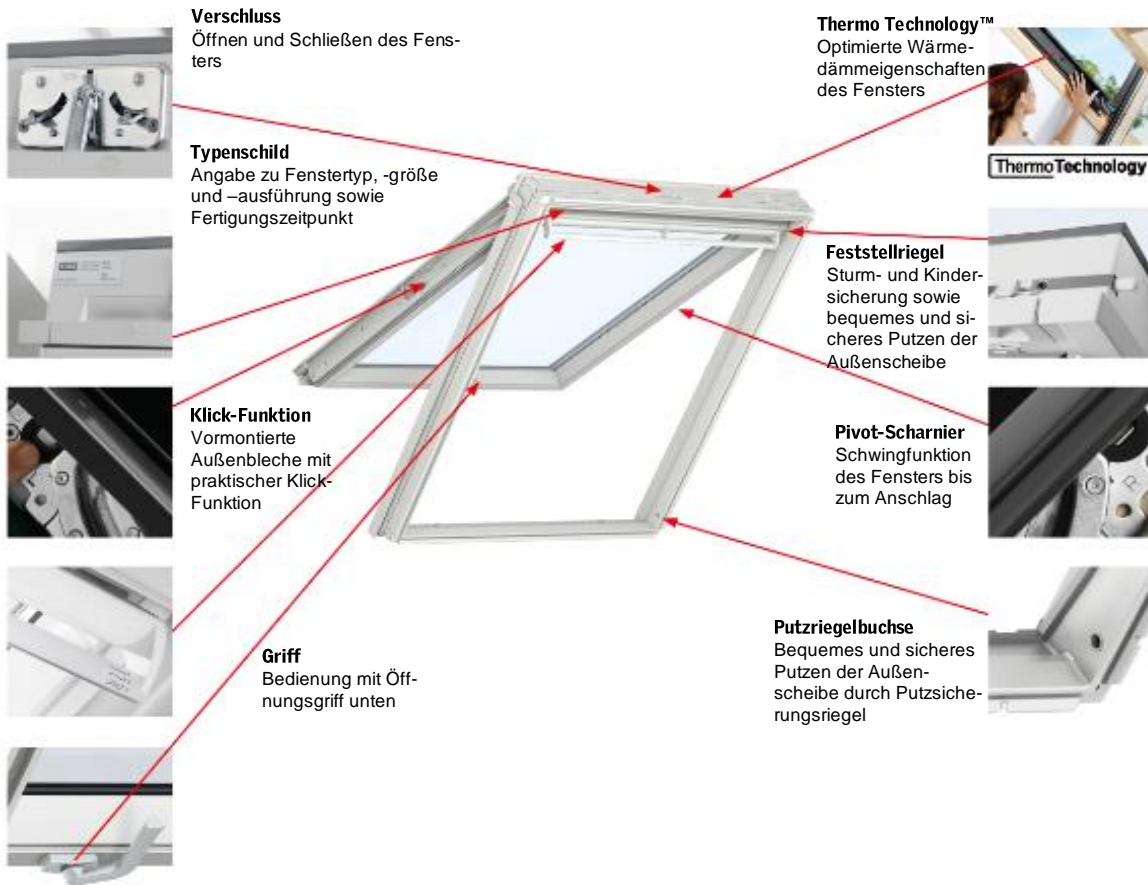 Verschluss
Öffnen und Schließen des Fens-
ters
Typenschild
Angabe zu Fenstertyp, -größe
und –ausführung sowie
Fertigungszeitpunkt
Klick-Funktion
Vormontierte
Außenbleche mit
praktischer Klick-
Funktion
Griff
Bedienung mit Öff-
nungsgriff unten
Thermo Technology™
Optimierte Wärme-
dämmeigenschaften
des Fensters
ThermoTechnology
Feststellriegel
Sturm- und Kinder-
sicherung sowie
bequemes und si-
cheres Putzen der
Außenscheibe
Pivot-Scharnier
Schwingfunktion
des Fensters bis
zum Anschlag
Putzriegelbuchse
Bequemes und sicheres
Putzen der Außen-
scheibe durch Putzsiche-
rungsriegel